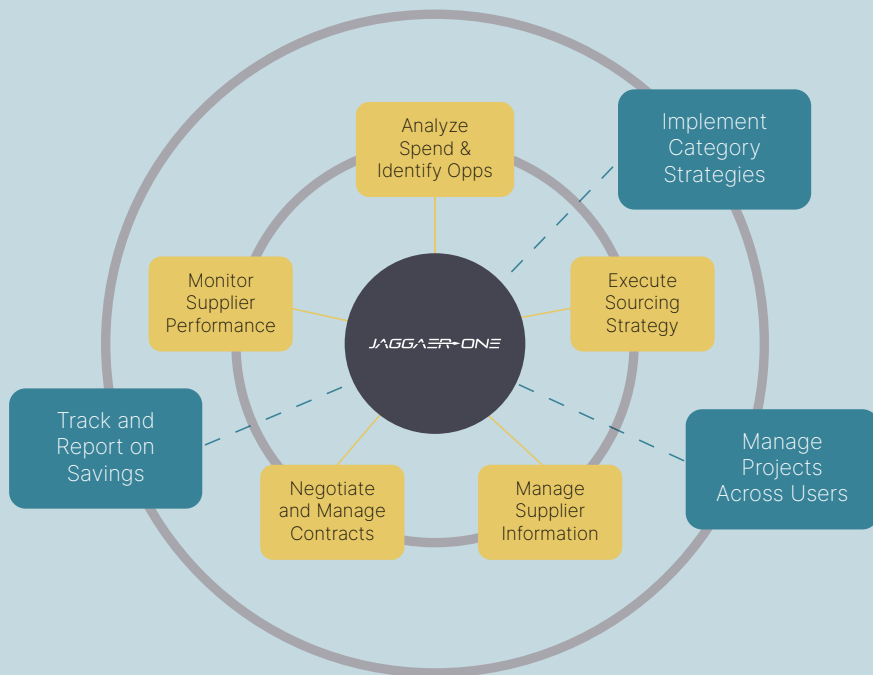 Analyze
Spend &
Identify Opps
Implement
Category
Strategies
Monitor
Supplier
Performance
Execute
Sourcing
Strategy
JAGGAER ONE
Track and
Report on
Savings
Manage
Projects
Across Users
Negotiate
and Manage
Contracts
Manage
Supplier
Information